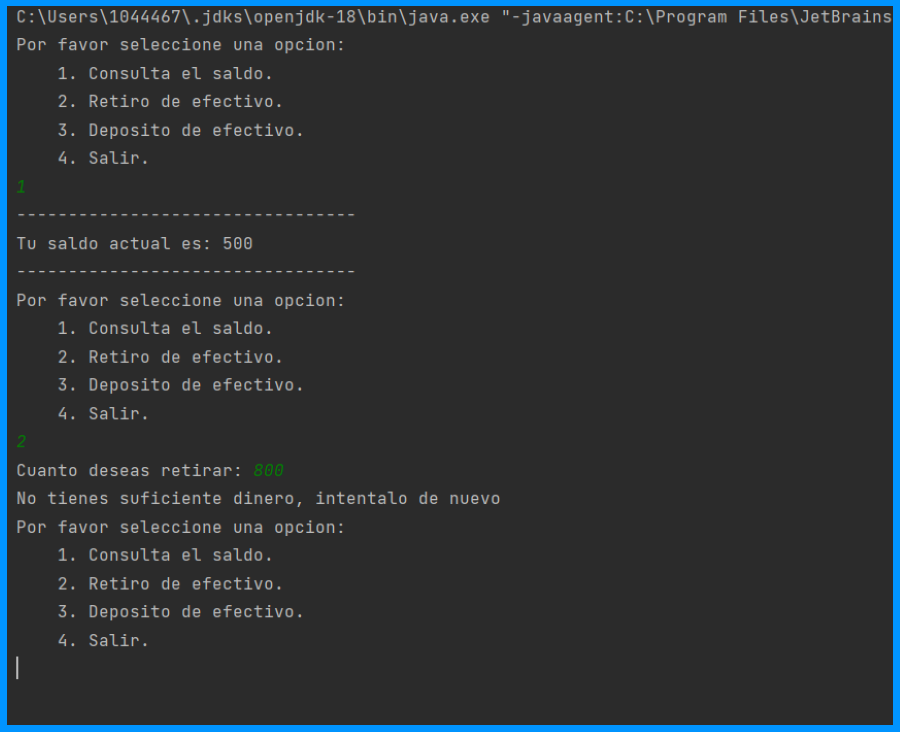 C:\Users\1044467\.jdks\openjdk-18\bin\java.exe "-javaagent:C:\Program Files\JetBrains
Por favor seleccione una opcion:
    1. Consulta el saldo.
    2. Retiro de efectivo.
    3. Deposito de efectivo.
    4. Salir.
1
---------------------------------
Tu saldo actual es: 500
---------------------------------
Por favor seleccione una opcion:
    1. Consulta el saldo.
    2. Retiro de efectivo.
    3. Deposito de efectivo.
    4. Salir.
2
Cuanto deseas retirar: 800
No tienes suficiente dinero, intentalo de nuevo
Por favor seleccione una opcion:
    1. Consulta el saldo.
    2. Retiro de efectivo.
    3. Deposito de efectivo.
    4. Salir.